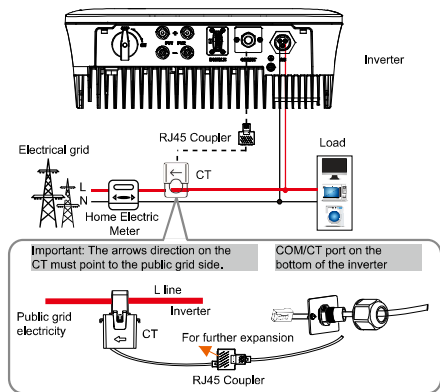 Inverter
RJ45 Coupler
Electrical grid
Load
CT
L
N
Home Electric
Meter
Important: The arrows direction on the
CT must point to the public grid side.
COM/CT port on the
bottom of the inverter
L line
Public grid
electricity
Inverter
CT
For further expansion
RJ45 Coupler